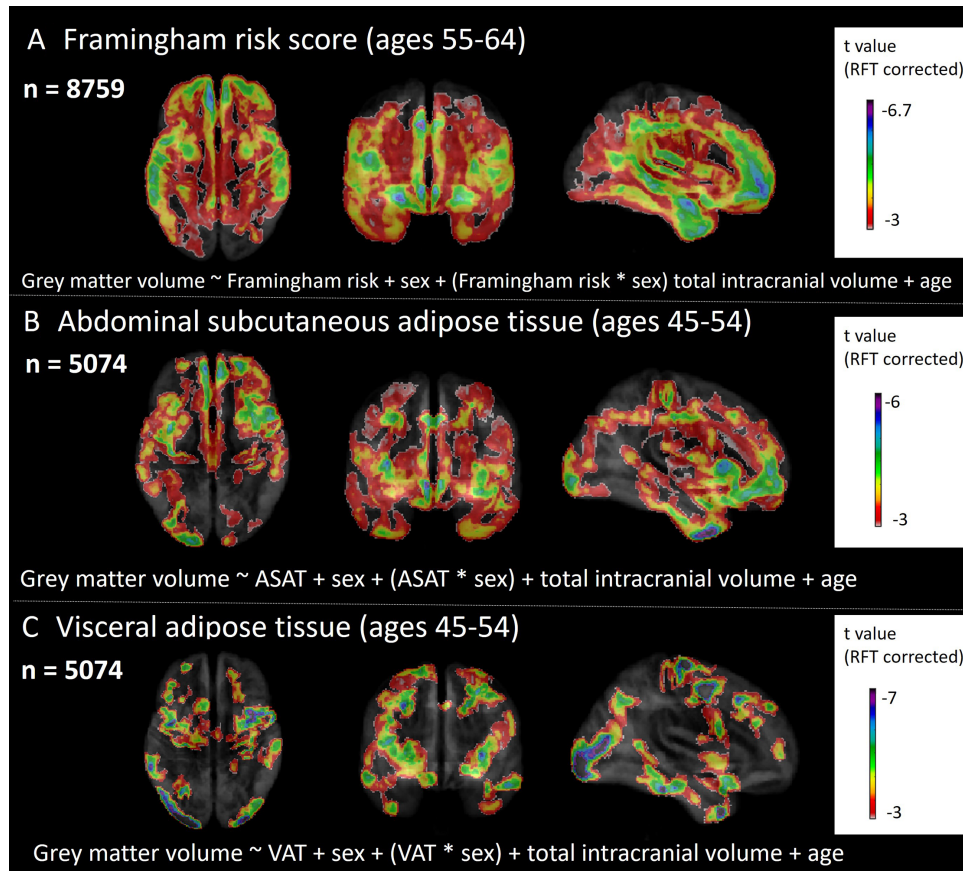 A Framingham risk score (ages 55-64)
n = 8759
t value
(RFT corrected)
-6.7
-3
Grey matter volume ~ Framingham risk + sex + (Framingham risk * sex) total intracranial volume + age
B Abdominal subcutaneous adipose tissue (ages 45-54)
n = 5074
t value
(RFT corrected)
-6
-3
Grey matter volume ~ ASAT + sex + (ASAT * sex) + total intracranial volume + age
C Visceral adipose tissue (ages 45-54)
n = 5074
t value
(RFT corrected)
-7
-3
Grey matter volume ~ VAT + sex + (VAT * sex) + total intracranial volume + age